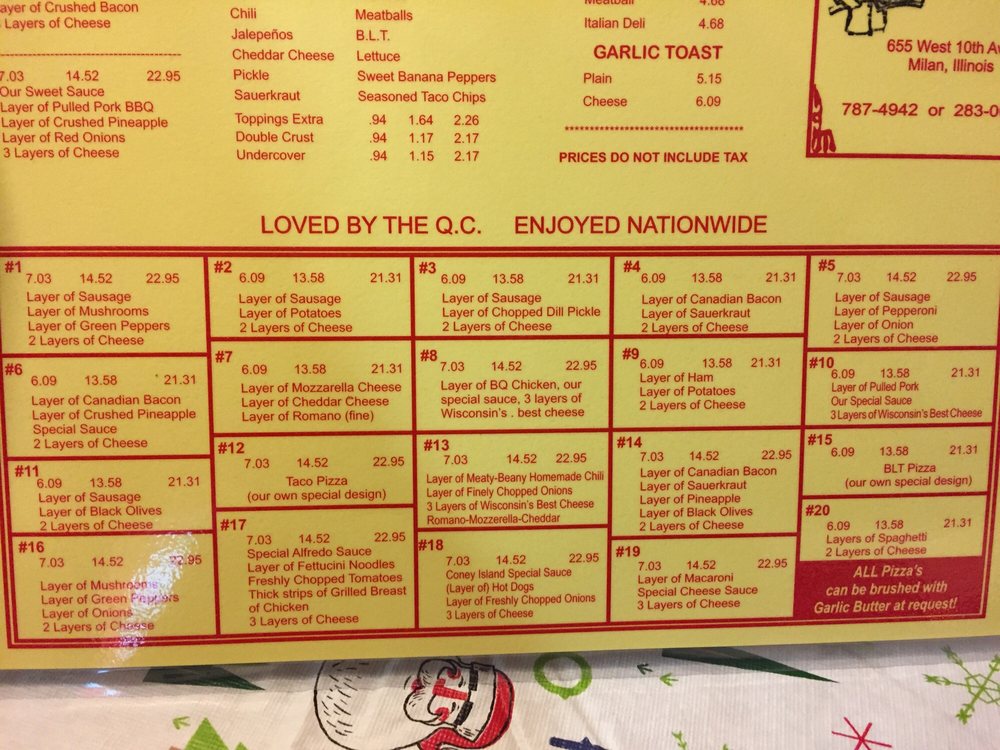 ayer of Crushed Bacon
Layers of Cheese
7.03 14.52 22.95
Our Sweet Sauce
Layer of Pulled Pork BBQ
Layer of Crushed Pineapple
Layer of Red Onions
3 Layers of Cheese
Chili Meatballs
Jalepeños B.L.T.
Cheddar Cheese Lettuce
Pickle Sweet Banana Peppers
Sauerkraut Seasoned Taco Chips
Toppings Extra .94 1.64 2.26
Double Crust .94 1.17 2.17
Undercover .94 1.15 2.17
Meatball 4.68
Italian Deli 4.68
GARLIC TOAST
Plain 5.15
Cheese 6.09
*********************************
PRICES DO NOT INCLUDE TAX
655 West 10th Av
Milan, Illinois
787-4942 or 283-0
LOVED BY THE Q.C. ENJOYED NATIONWIDE
#1
7.03 14.52 22.95
Layer of Sausage
Layer of Mushrooms
Layer of Green Peppers
2 Layers of Cheese
#2
6.09 13.58 21.31
Layer of Sausage
Layer of Potatoes
2 Layers of Cheese
#3
6.09 13.58 21.31
Layer of Sausage
Layer of Chopped Dill Pickle
2 Layers of Cheese
#4
6.09 13.58 21.31
Layer of Canadian Bacon
Layer of Sauerkraut
2 Layers of Cheese
#5
7.03 14.52 22.95
Layer of Sausage
Layer of Pepperoni
Layer of Onion
2 Layers of Cheese
#6
6.09 13.58 21.31
Layer of Canadian Bacon
Layer of Crushed Pineapple
Special Sauce
2 Layers of Cheese
#7
6.09 13.58 21.31
Layer of Mozzarella Cheese
Layer of Cheddar Cheese
Layer of Romano (fine)
#8
7.03 14.52 22.95
Layer of BQ Chicken, our
special sauce, 3 layers of
Wisconsin's . best cheese
#9
6.09 13.58 21.31
Layer of Ham
Layer of Potatoes
2 Layers of Cheese
#10
6.09 13.58 21.31
Layer of Pulled Pork
Our Special Sauce
3 Layers of Wisconsin's Best Cheese
#11
6.09 13.58 21.31
Layer of Sausage
Layer of Black Olives
2 Layers of Cheese
#12
7.03 14.52 22.95
Taco Pizza
(our own special design)
#13
7.03 14.52 22.95
Layer of Meaty-Beany Homemade Chili
Layer of Finely Chopped Onions
3 Layers of Wisconsin's Best Cheese
Romano-Mozzerella-Cheddar
#14
7.03 14.52 22.95
Layer of Canadian Bacon
Layer of Sauerkraut
Layer of Pineapple
Layer of Black Olives
2 Layers of Cheese
#15
6.09 13.58 21.31
BLT Pizza
(our own special design)
#16
7.03 14.52 22.95
Layer of Mushrooms
Layer of Green Peppers
Layer of Onions
2 Layers of Cheese
#17
7.03 14.52 22.95
Special Alfredo Sauce
Layer of Fettucini Noodles
Freshly Chopped Tomatoes
Thick strips of Grilled Breast
of Chicken
3 Layers of Cheese
#18
7.03 14.52 22.95
Coney Island Special Sauce
(Layer of) Hot Dogs
Layer of Freshly Chopped Onions
3 Layers of Cheese
#19
7.03 14.52 22.95
Layer of Macaroni
Special Cheese Sauce
3 Layers of Cheese
#20
6.09 13.58 21.31
Layers of Spaghetti
2 Layers of Cheese
ALL Pizza's
can be brushed with
Garlic Butter at request!